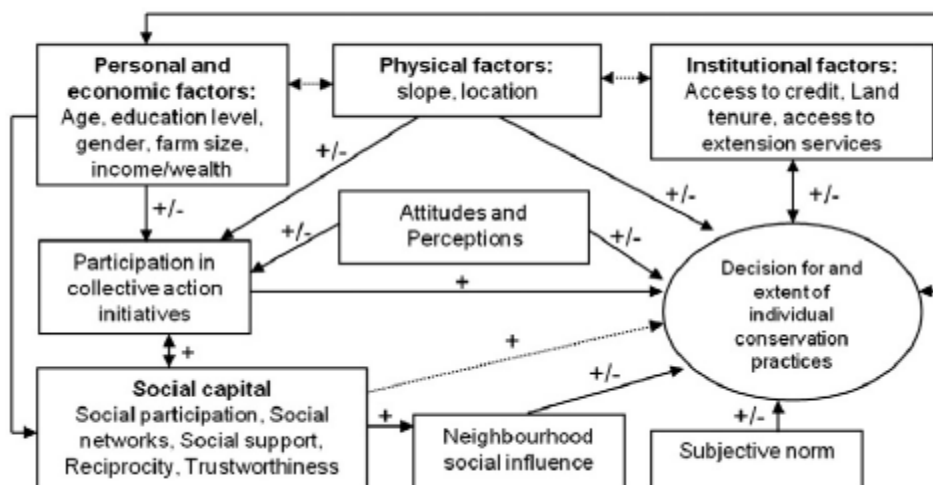 Personal and
economic factors:
Age, education level,
gender, farm size,
income/wealth
Physical factors:
slope, location
Institutional factors:
Access to credit, Land
tenure, access to
extension services
+/-
+/-
+/-
Attitudes and
Perceptions
+/-
+/-
+/-
Participation in
collective action
initiatives
+
Decision for and
extent of
individual
conservation
practices
+
+
Social capital
Social participation, Social
networks, Social support,
Reciprocity, Trustworthiness
+
+/-
Neighbourhood
social influence
+/-
Subjective norm